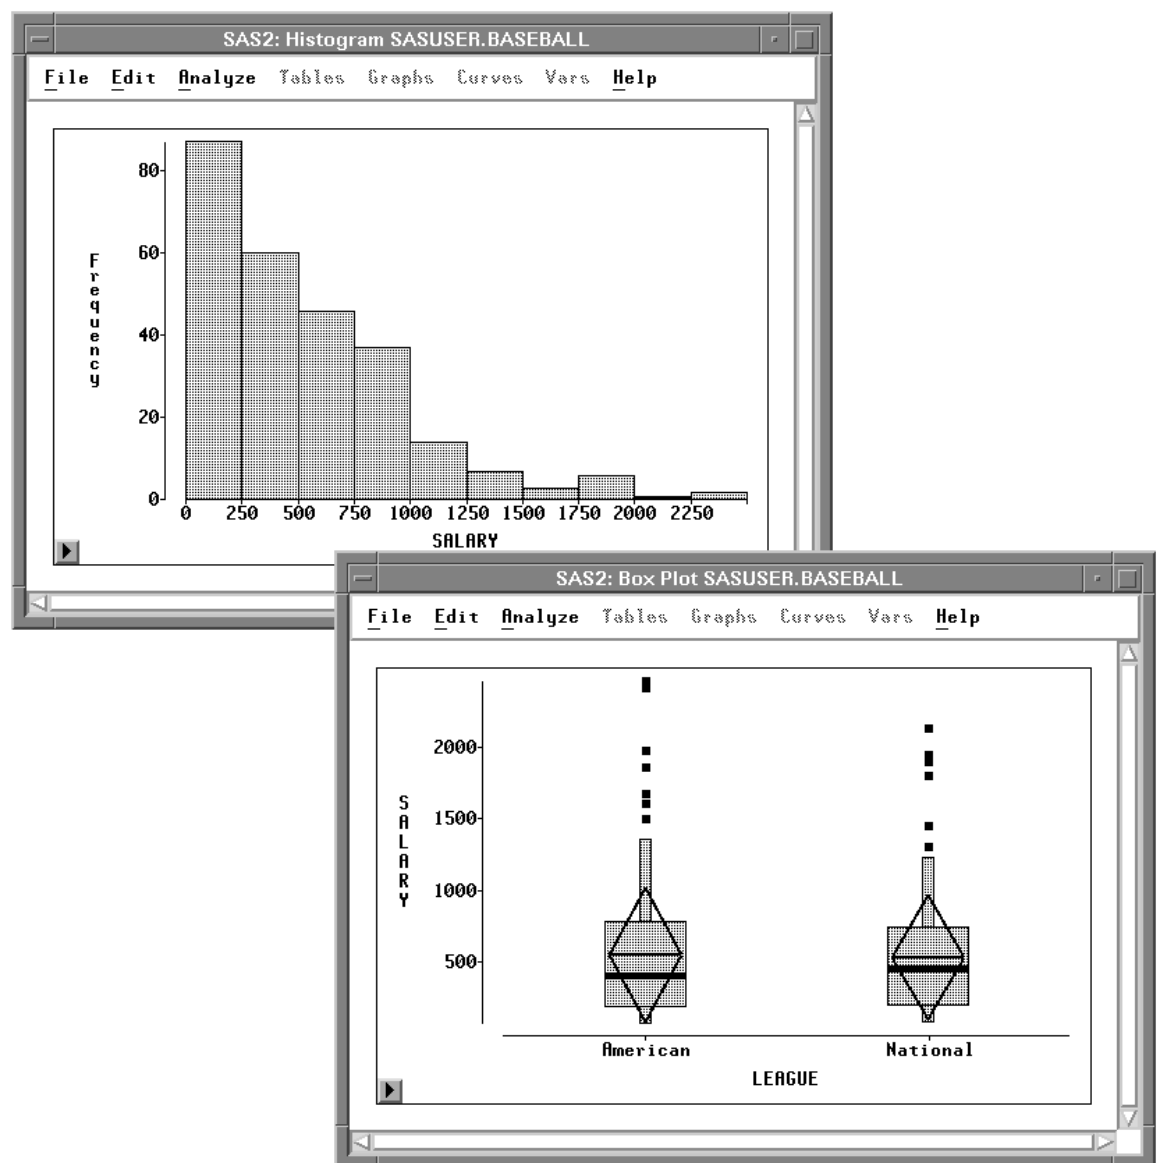 SAS2: Histogram SASUSER.BASEBALL
File Edit Analyze Tables Graphs Curves Vars Help
80
60
40
20
0
Frequency
0 250 500 750 1000 1250 1500 1750 2000 2250
SALARY
SAS2: Box Plot SASUSER.BASEBALL
File Edit Analyze Tables Graphs Curves Vars Help
2000
1500
1000
500
SALARY
American National
LEAGUE